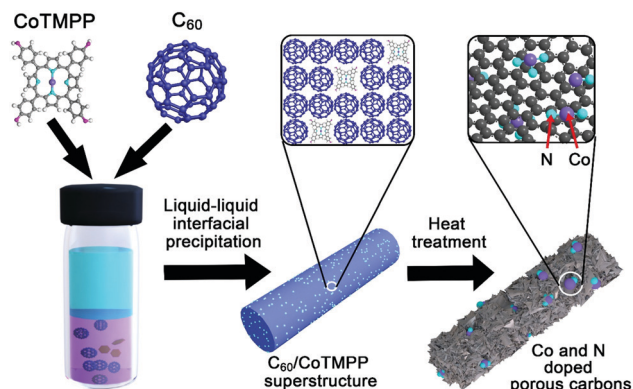 CoTMPP
C60
Liquid-liquid
interfacial
precipitation
C60/CoTMPP
superstructure
Heat
treatment
N
Co
Co and N
doped
porous carbons